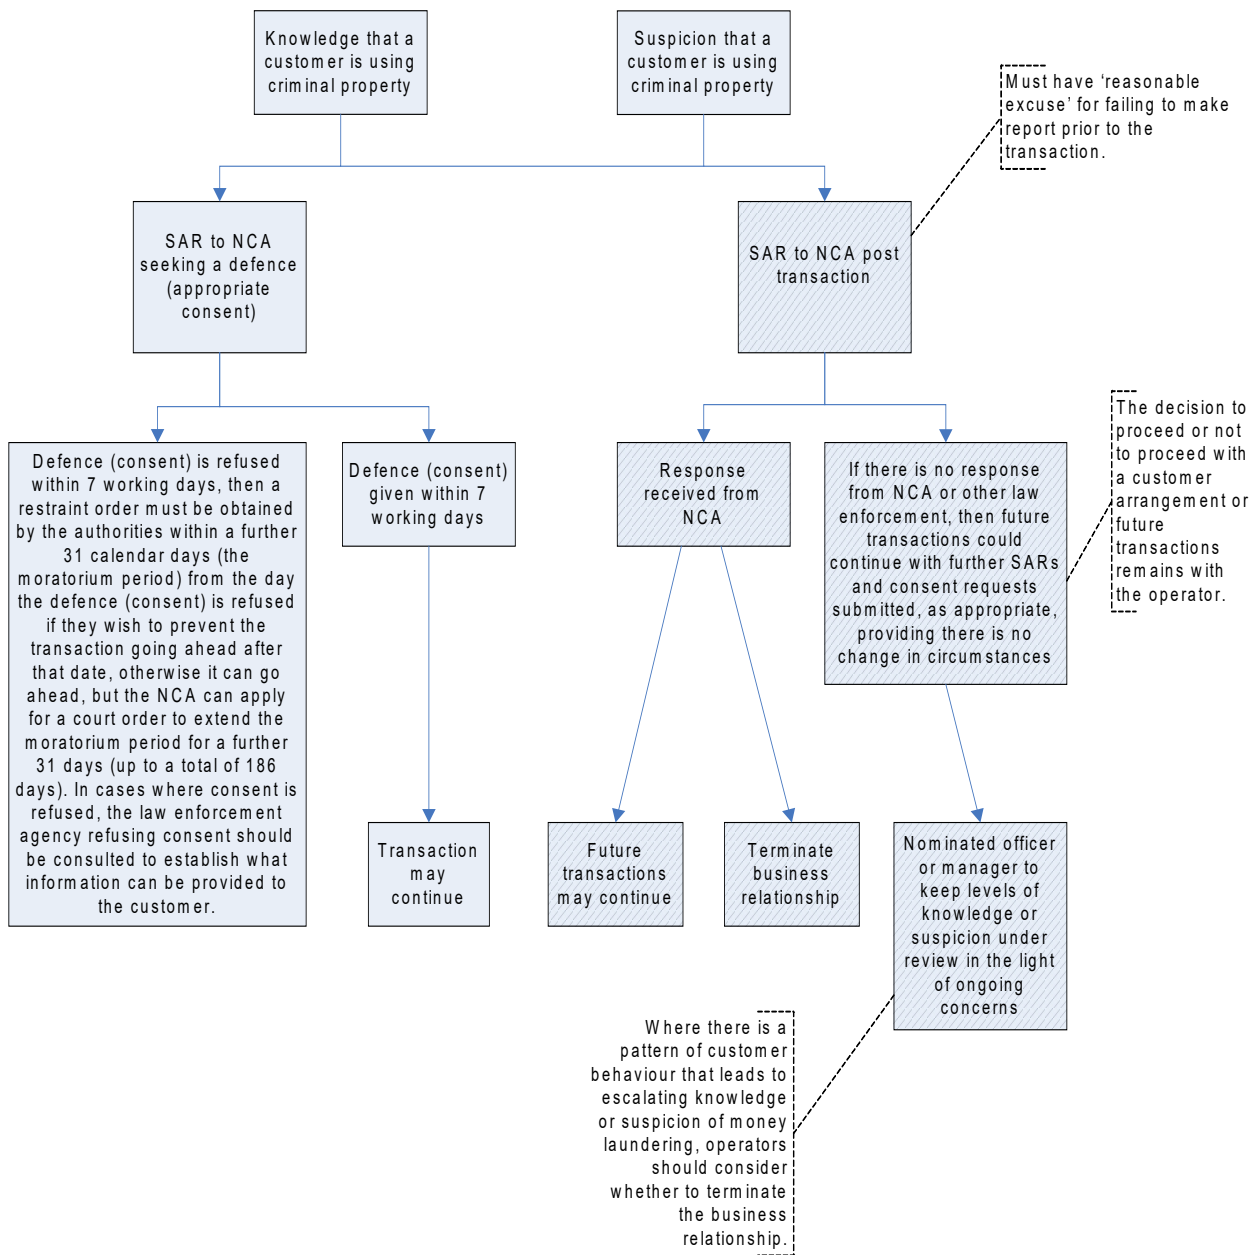 Knowledge that a
customer is using
criminal property
Suspicion that a
customer is using
criminal property
Must have ‘reasonable
excuse’ for failing to make
report prior to the
transaction.
SAR to NCA
seeking a defence
(appropriate
consent)
SAR to NCA post
transaction
The decision to
proceed or not
to proceed with
a customer
arrangement or
future
transactions
remains with
the operator.
Defence (consent) is refused
within 7 working days, then a
restraint order must be obtained
by the authorities within a further
31 calendar days (the
moratorium period) from the day
the defence (consent) is refused
if they wish to prevent the
transaction going ahead after
that date, otherwise it can go
ahead, but the NCA can apply
for a court order to extend the
moratorium period for a further
31 days (up to a total of 186
days). In cases where consent is
refused, the law enforcement
agency refusing consent should
be consulted to establish what
information can be provided to
the customer.
Defence (consent)
given within 7
working days
Response
received from
NCA
If there is no response
from NCA or other law
enforcement, then future
transactions could
continue with further SARs
and consent requests
submitted, as appropriate,
providing there is no
change in circumstances
Transaction
may
continue
Future
transactions
may continue
Terminate
business
relationship
Nominated officer
or manager to
keep levels of
knowledge or
suspicion under
review in the light
of ongoing
concerns
Where there is a
pattern of customer
behaviour that leads to
escalating knowledge
or suspicion of money
laundering, operators
should consider
whether to terminate
the business
relationship.